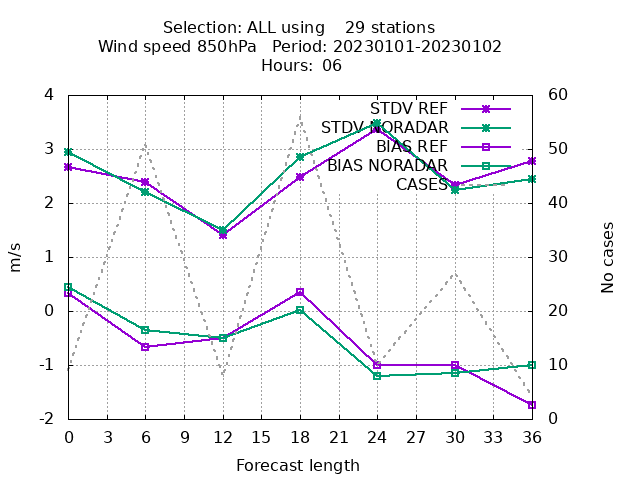 Selection: ALL using    29 stations
Wind speed 850hPa   Period: 20230101-20230102
Hours: 06
STDV REF
STDV NORADAR
BIAS REF
BIAS NORADAR
CASES
4
3
2
1
0
-1
-2
m/s
60
50
40
30
20
10
0
No cases
0 3 6 9 12 15 18 21 24 27 30 33 36
Forecast length